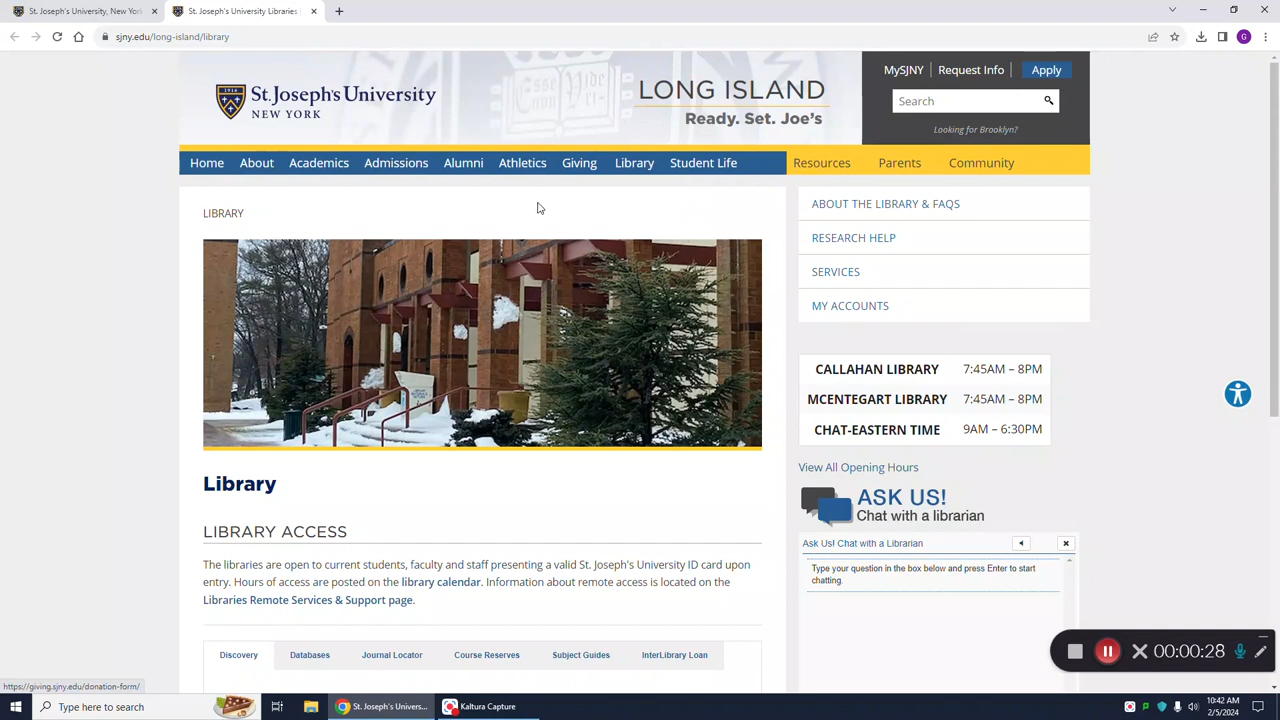 St. Joseph's University, New York
St. Joseph's University Libraries
sjny.edu/long-island/library
G
1916
St.Joseph's University
NEW YORK
LONG ISLAND
Ready. Set. Joe's
MySJNY
Request Info
Apply
Search
Looking for Brooklyn?
Home
About
Academics
Admissions
Alumni
Athletics
Giving
Library
Student Life
Resources
Parents
Community
LIBRARY
ABOUT THE LIBRARY & FAQS
RESEARCH HELP
SERVICES
MY ACCOUNTS
CALLAHAN LIBRARY 7:45AM – 8PM
MCENTEGART LIBRARY 7:45AM – 8PM
CHAT-EASTERN TIME 9AM – 6:30PM
View All Opening Hours
ASK US!
Chat with a librarian
Ask Us! Chat with a Librarian
Type your question in the box below and press Enter to start
chatting.
Library
LIBRARY ACCESS
The libraries are open to current students, faculty and staff presenting a valid St. Joseph's University ID card upon
entry. Hours of access are posted on the library calendar. Information about remote access is located on the
Libraries Remote Services & Support page.
Discovery
Databases
Journal Locator
Course Reserves
Subject Guides
InterLibrary Loan
00:00:28
https://giving.sjny.edu/donation-form/
Type here to search
St. Joseph's Univers...
Kaltura Capture
10:42 AM
2/5/2024